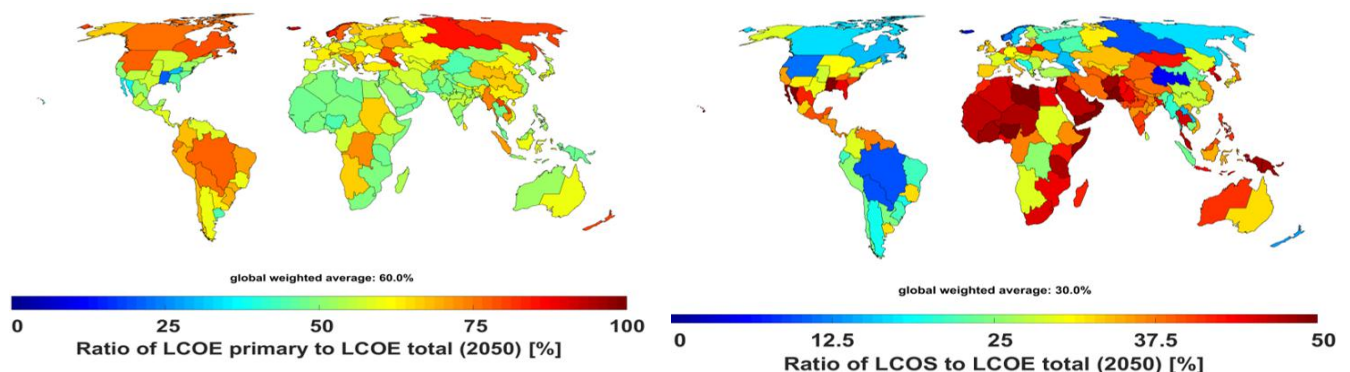 global weighted average: 60.0%
0 25 50 75 100
Ratio of LCOE primary to LCOE total (2050) [%]
global weighted average: 30.0%
0 12.5 25 37.5 50
Ratio of LCOS to LCOE total (2050) [%]